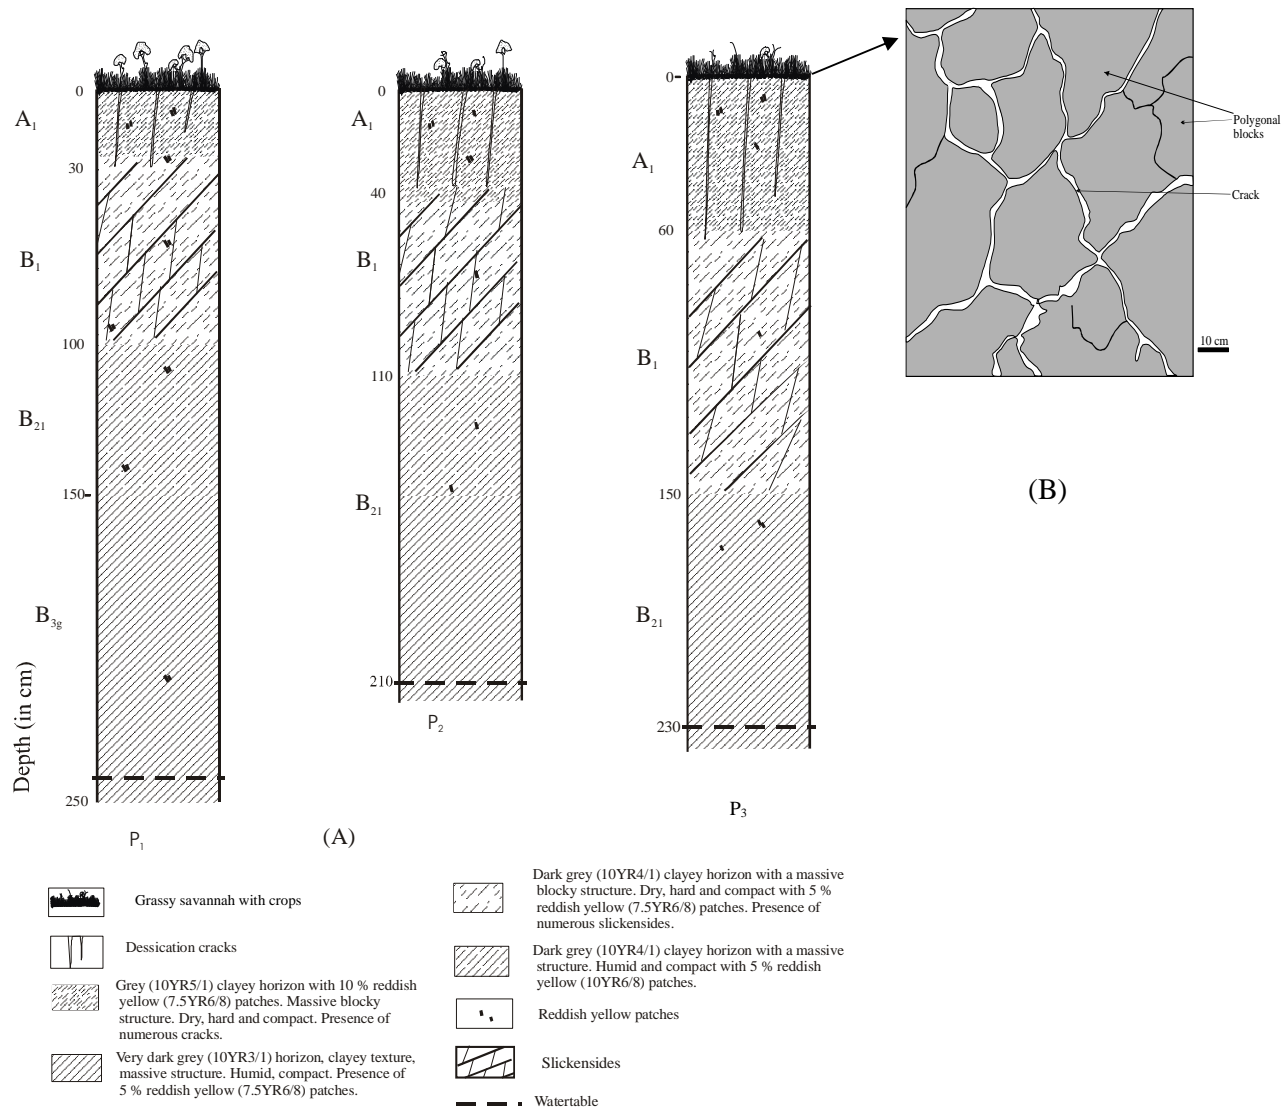 0
A1
30
B1
100
B21
150
B3g
Depth (in cm)
250
P1
0
A1
40
B1
110
B21
210
P2
(A)
0
A1
60
B1
150
B21
230
P3
Polygonal
blocks
Crack
10 cm
(B)
Grassy savannah with crops
Dessication cracks
Grey (10YR5/1) clayey horizon with 10 % reddish
yellow (7.5YR6/8) patches. Massive blocky
structure. Dry, hard and compact. Presence of
numerous cracks.
Very dark grey (10YR3/1) horizon, clayey texture,
massive structure. Humid, compact. Presence of
5 % reddish yellow (7.5YR6/8) patches.
Dark grey (10YR4/1) clayey horizon with a massive
blocky structure. Dry, hard and compact with 5 %
reddish yellow (7.5YR6/8) patches. Presence of
numerous slickensides.
Dark grey (10YR4/1) clayey horizon with a massive
structure. Humid and compact with 5 % reddish
yellow (10YR6/8) patches.
Reddish yellow patches
Slickensides
Watertable